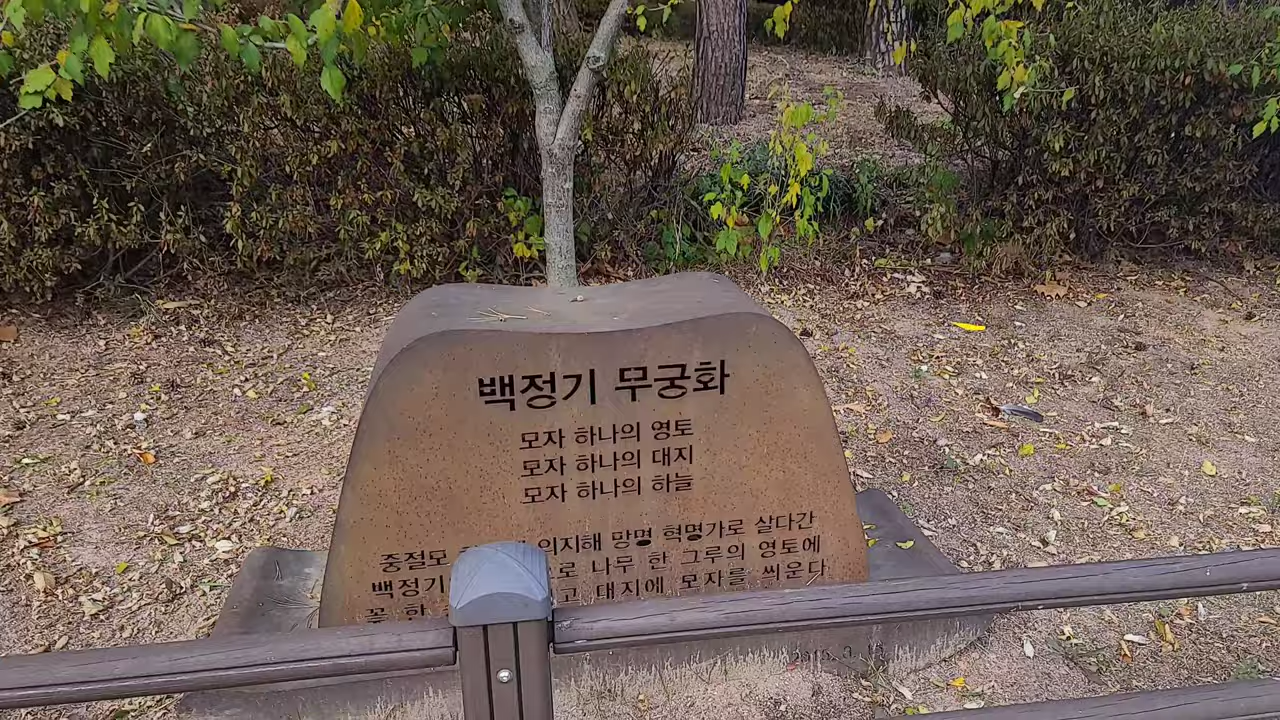 백정기 무궁화
모자 하나의 영토
모자 하나의 대지
모자 하나의 하늘
중절모 의지해 망명 혁명가로 살다간
백정기 나무 한 그루의 영토에
꽃 한 대지에 모자를 씌운다